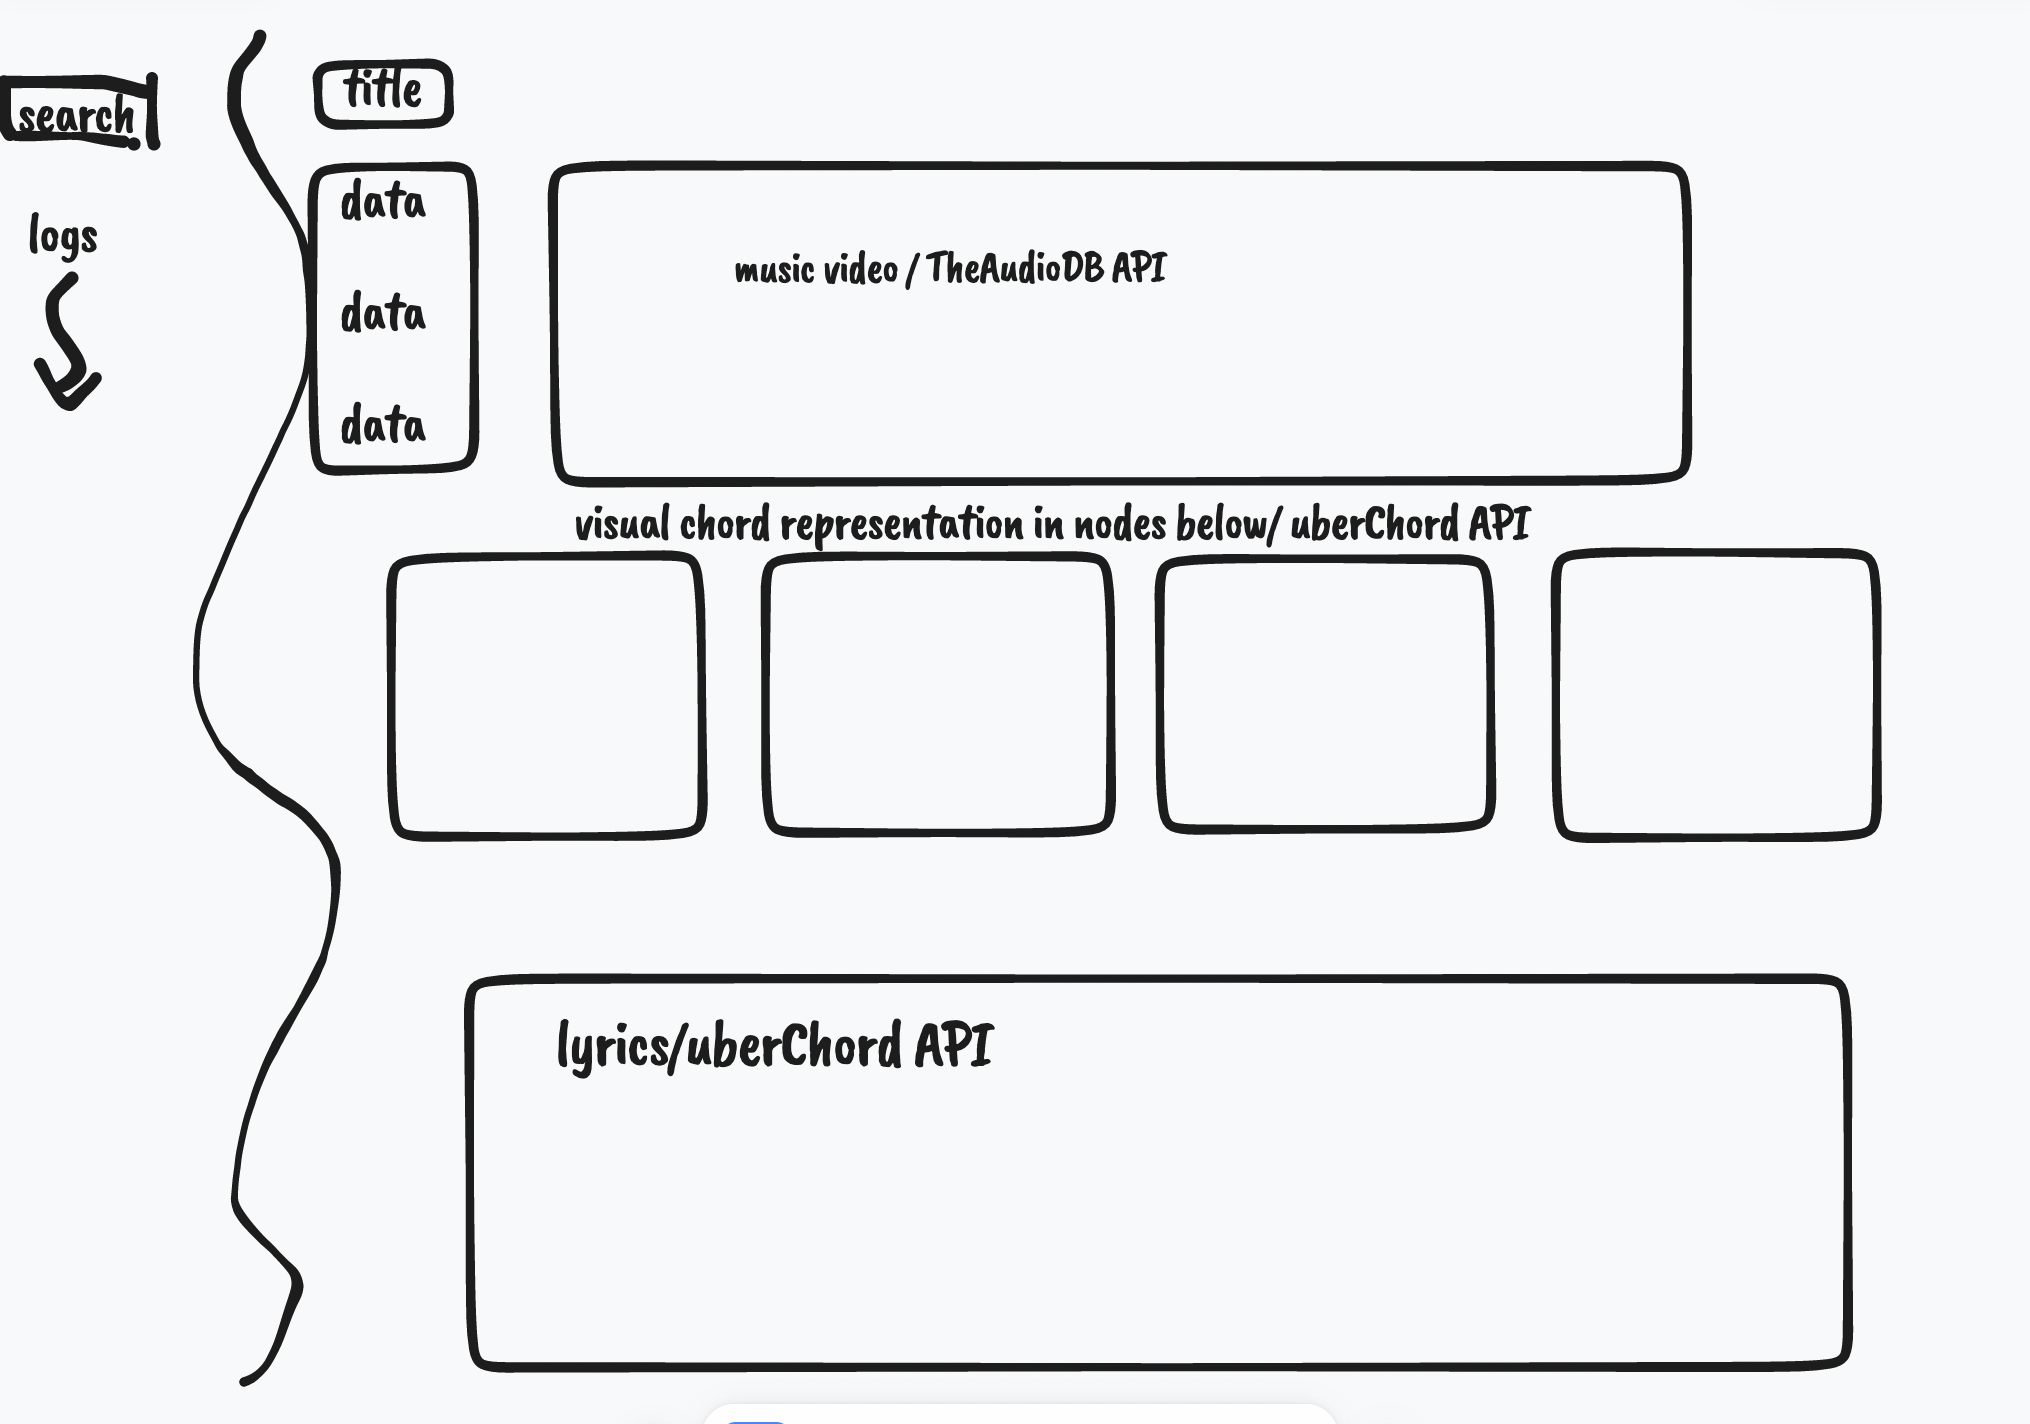 search
logs
title
data
data
data
music video / TheAudioDB API
visual chord representation in nodes below/ uberChord API
lyrics/uberChord API